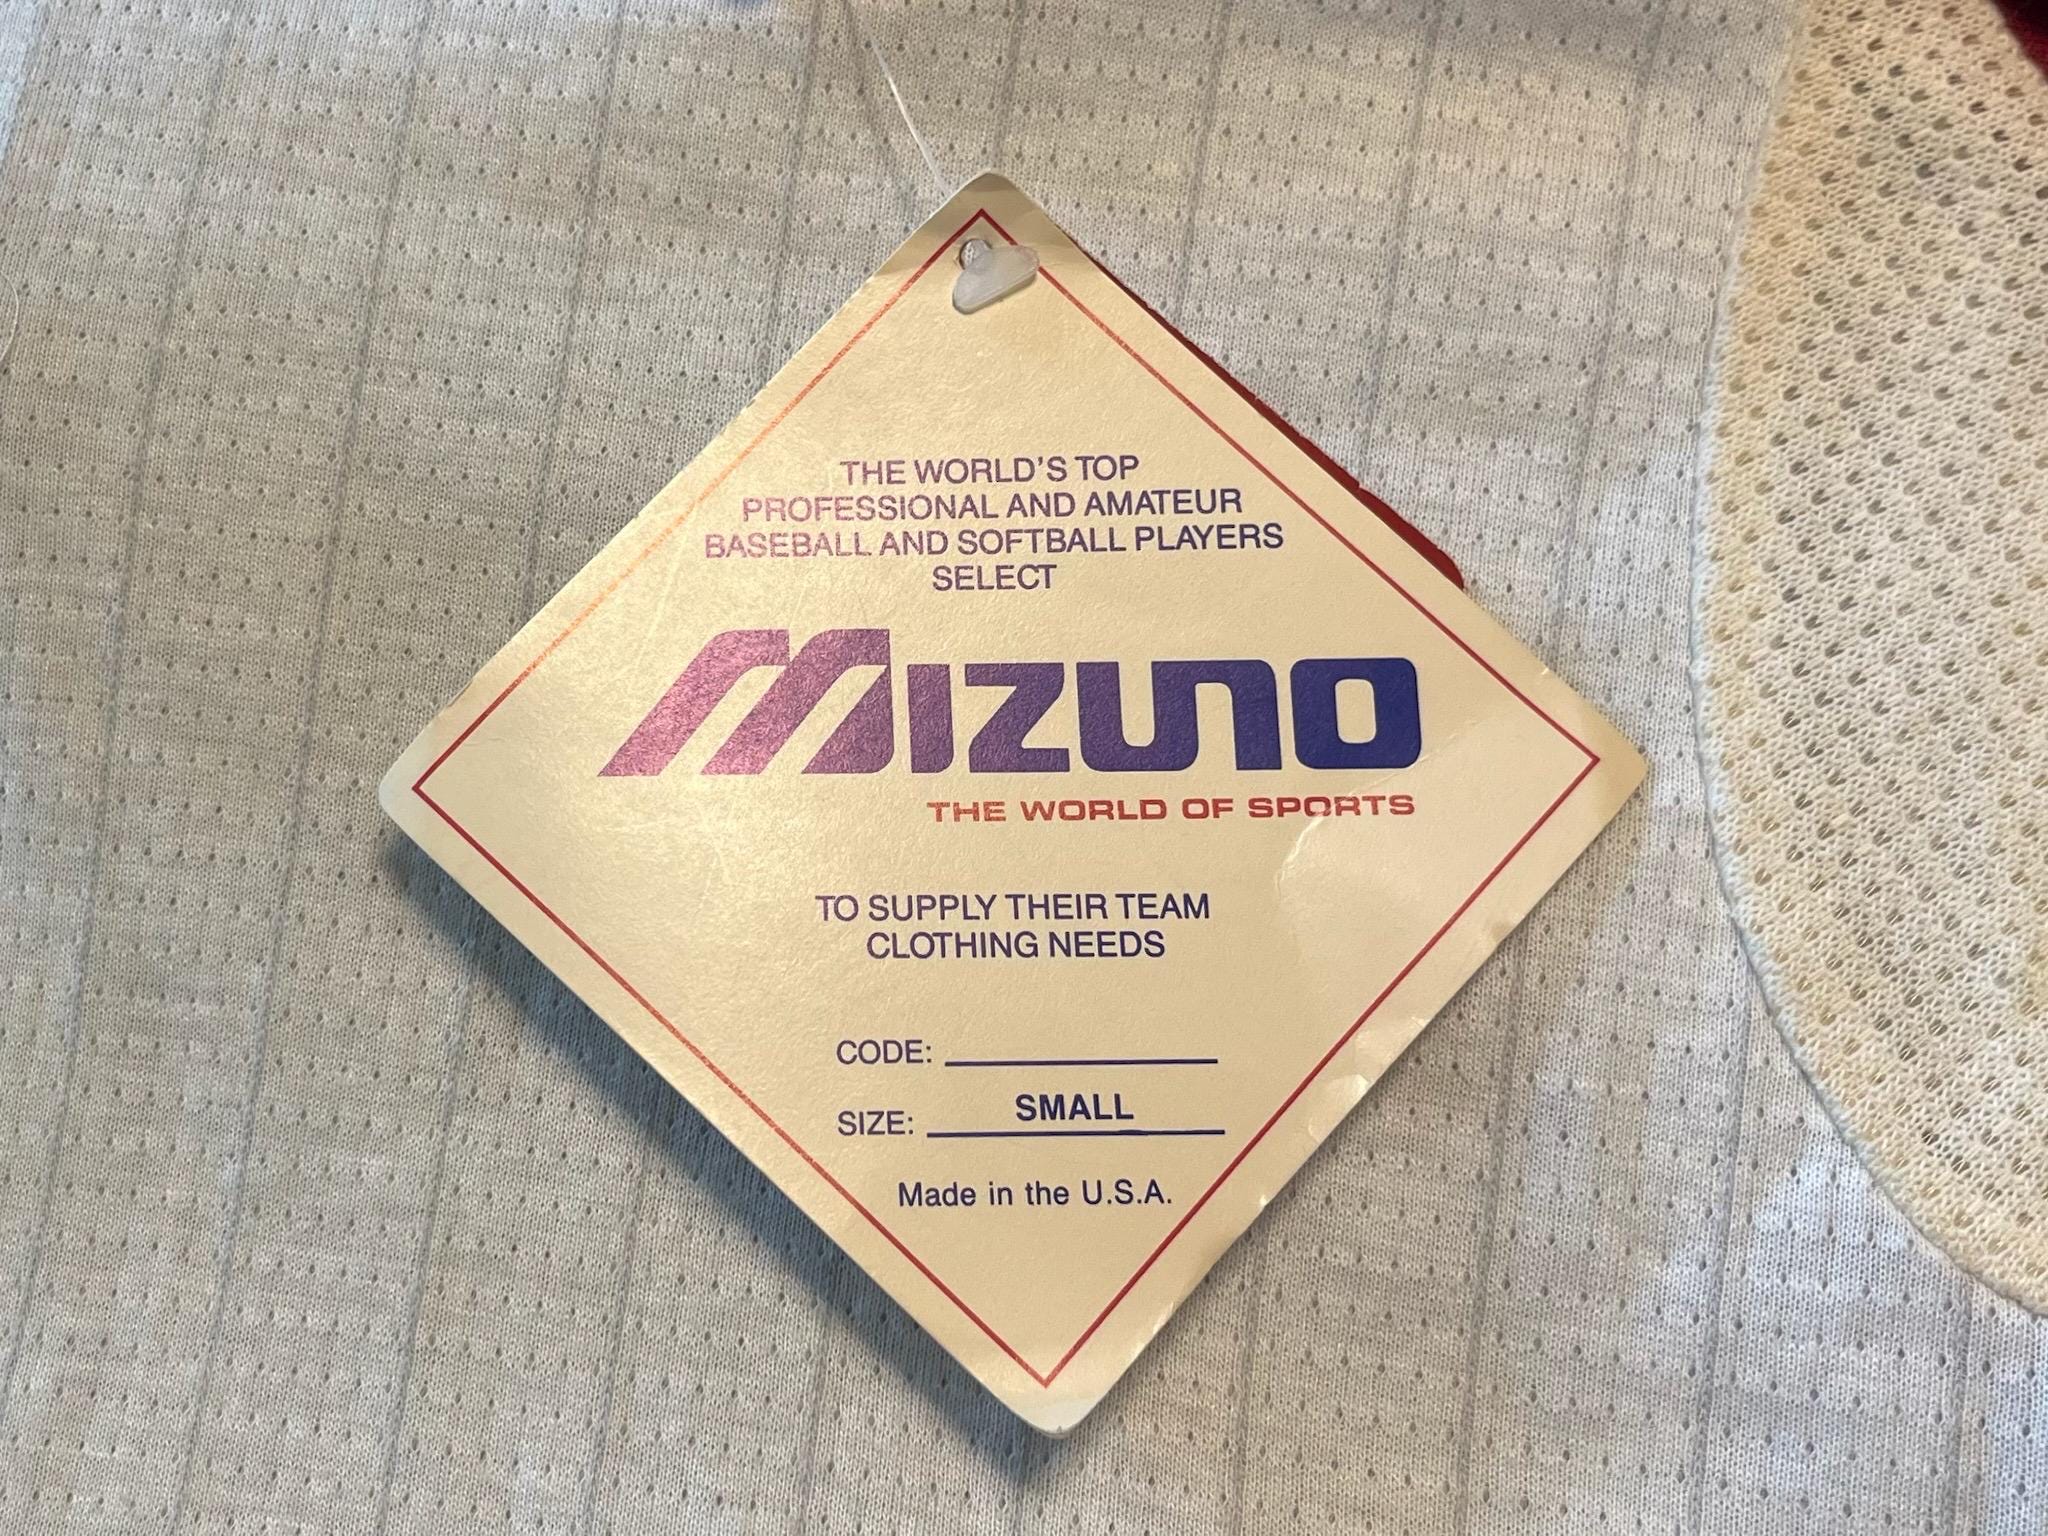 THE WORLD'S TOP
PROFESSIONAL AND AMATEUR
BASEBALL AND SOFTBALL PLAYERS
SELECT
MIZUNO
THE WORLD OF SPORTS
TO SUPPLY THEIR TEAM
CLOTHING NEEDS
CODE:
SIZE: SMALL
Made in the U.S.A.